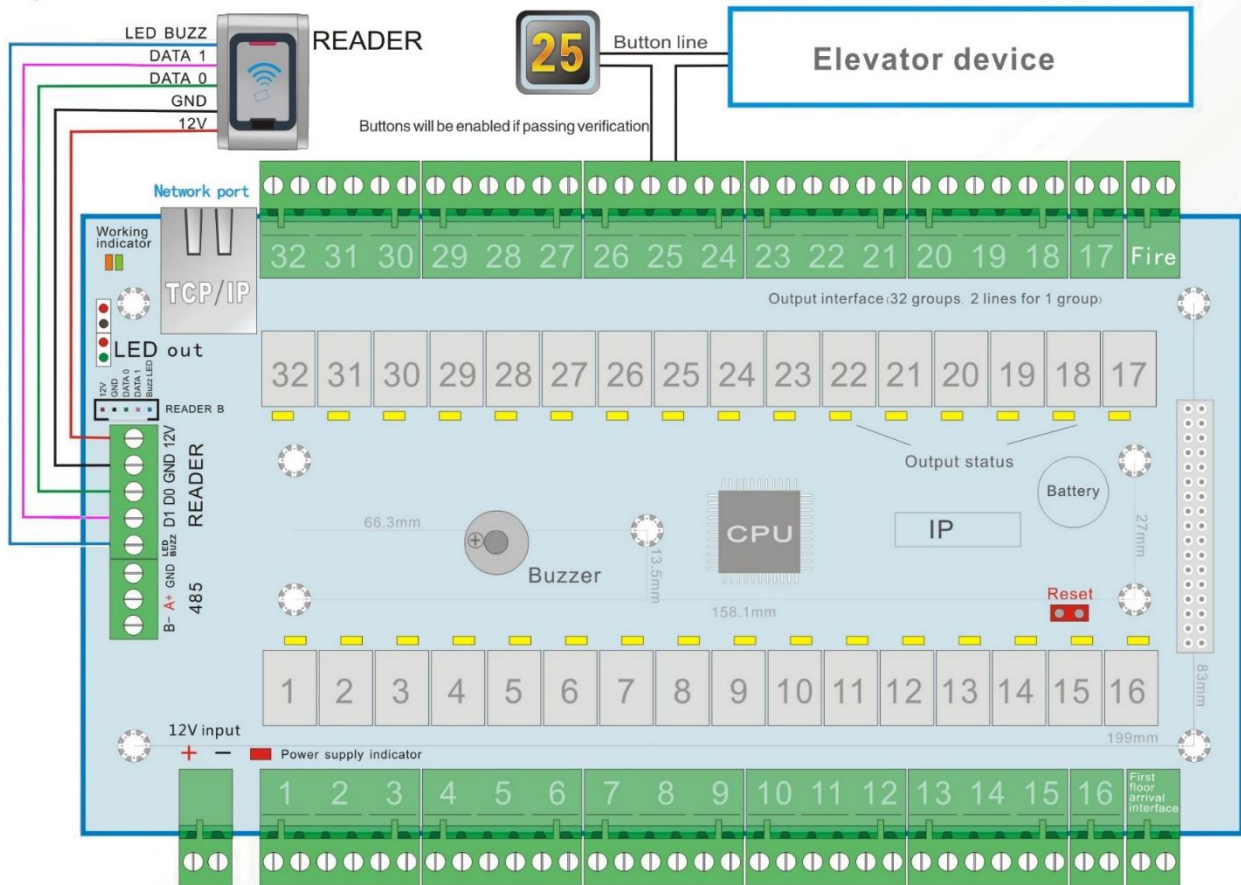 LED BUZZ
DATA 1
DATA 0
GND
12V
READER
25
Button line
Elevator device
Buttons will be enabled if passing verification
Network port
Working
indicator
TCP/IP
32 31 30 29 28 27 26 25 24 23 22 21 20 19 18 17 Fire
Output interface (32 groups. 2 lines for 1 group)
LED out
12V
GND
DATA 0
DATA 1
Buzz LED
READER B
32 31 30 29 28 27 26 25 24 23 22 21 20 19 18 17
Output status
12V
GND
D0
D1
LED
BUZZ
READER
GND
A+
B-
485
66.3mm
Buzzer
13.5mm
CPU
IP
Battery
27mm
158.1mm
Reset
1 2 3 4 5 6 7 8 9 10 11 12 13 14 15 16
83mm
199mm
12V input
+ −
Power supply indicator
1 2 3 4 5 6 7 8 9 10 11 12 13 14 15 16
First
floor
arrival
interface